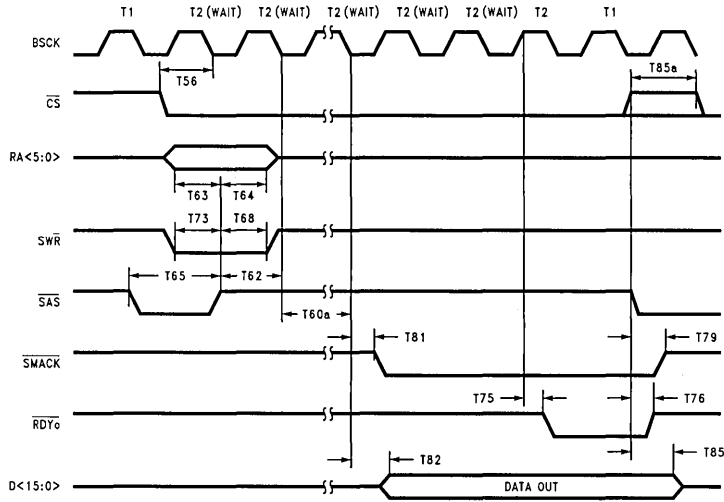 T1 T2 (WAIT) T2 (WAIT) T2 (WAIT) T2 (WAIT) T2 (WAIT) T2 T1
BSCK
T56
T85a
CS
RA<5:0>
T63 T64
T73 T68
SWR
T65 T62
SAS
T60a
T81 T79
SMACK
T75 T76
RDYo
T82 T85
D<15:0> DATA OUT